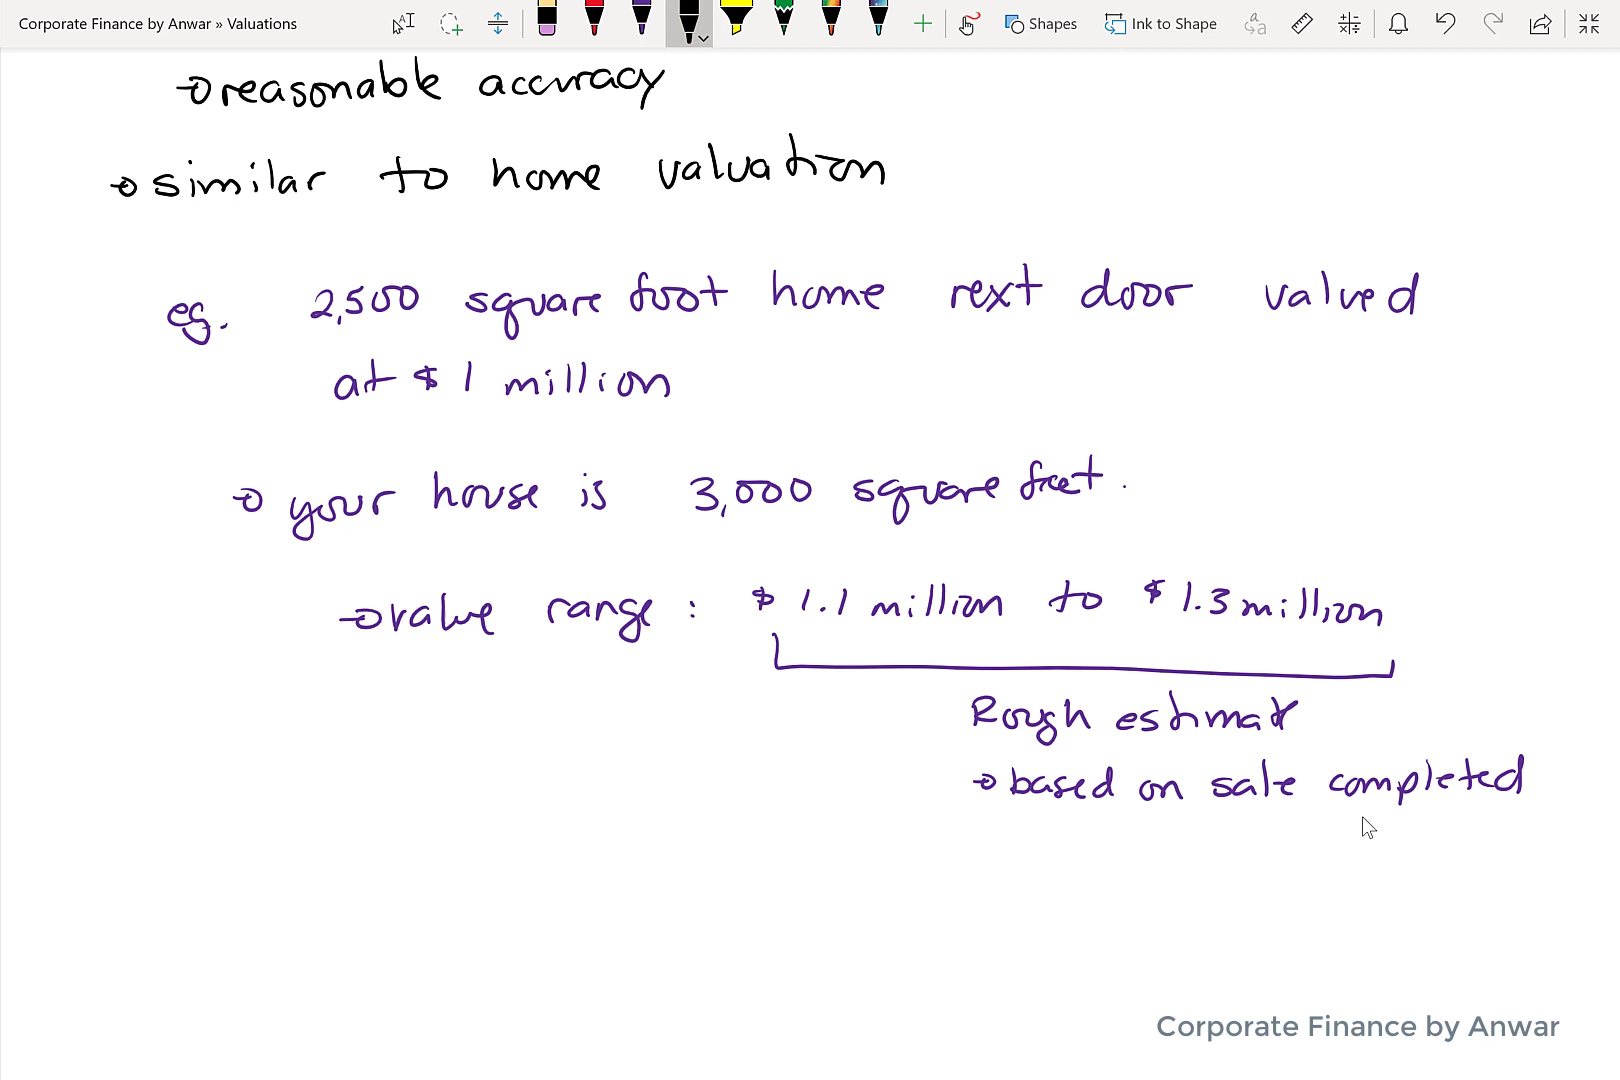 Corporate Finance by Anwar » Valuations
Shapes
Ink to Shape
→ reasonable accuracy
→ similar to home valuation
eg. 2,500 square foot home next door valued
at $1 million
→ your house is 3,000 square feet.
→ value range: $1.1 million to $1.3 million
Rough estimate
→ based on sale completed
Corporate Finance by Anwar